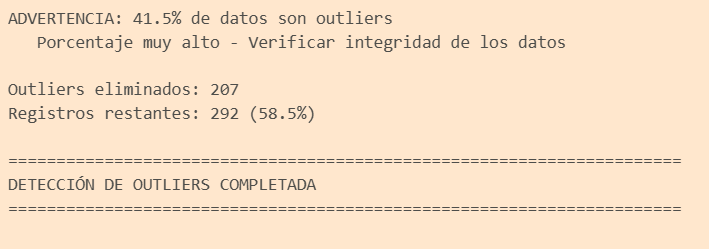 ADVERTENCIA: 41.5% de datos son outliers
Porcentaje muy alto - Verificar integridad de los datos
Outliers eliminados: 207
Registros restantes: 292 (58.5%)
======================================================================
DETECCIÓN DE OUTLIERS COMPLETADA
======================================================================